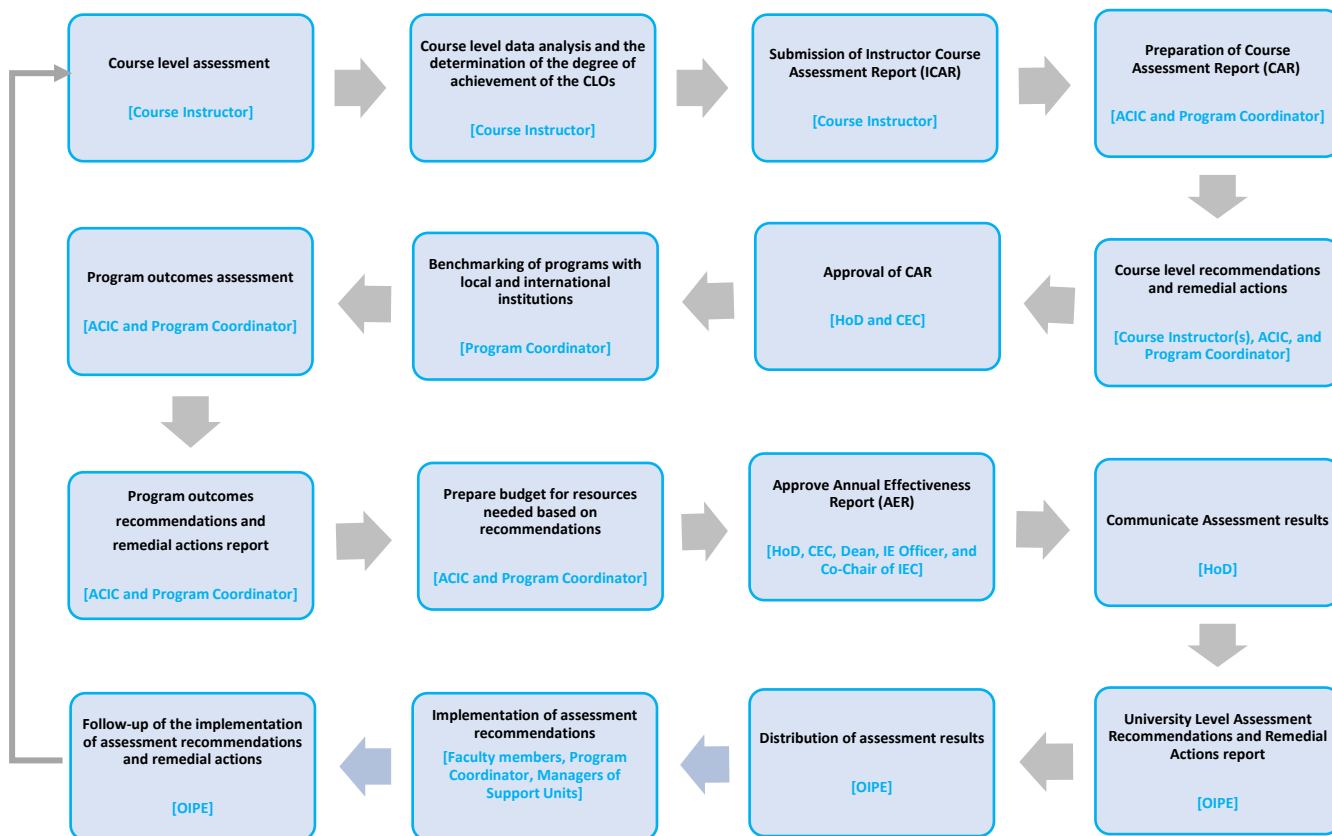 Course level assessment
[Course Instructor]
Course level data analysis and the
determination of the degree of
achievement of the CLOs
[Course Instructor]
Submission of Instructor Course
Assessment Report (ICAR)
[Course Instructor]
Preparation of Course
Assessment Report (CAR)
[ACIC and Program Coordinator]
Course level recommendations
and remedial actions
[Course Instructor(s), ACIC, and
Program Coordinator]
Approval of CAR
[HoD and CEC]
Benchmarking of programs with
local and international
institutions
[Program Coordinator]
Program outcomes assessment
[ACIC and Program Coordinator]
Program outcomes
recommendations and
remedial actions report
[ACIC and Program Coordinator]
Prepare budget for resources
needed based on
recommendations
[ACIC and Program Coordinator]
Approve Annual Effectiveness
Report (AER)
[HoD, CEC, Dean, IE Officer, and
Co-Chair of IEC]
Communicate Assessment results
[HoD]
University Level Assessment
Recommendations and Remedial
Actions report
[OIPE]
Distribution of assessment results
[OIPE]
Implementation of assessment
recommendations
[Faculty members, Program
Coordinator, Managers of
Support Units]
Follow-up of the implementation
of assessment recommendations
and remedial actions
[OIPE]